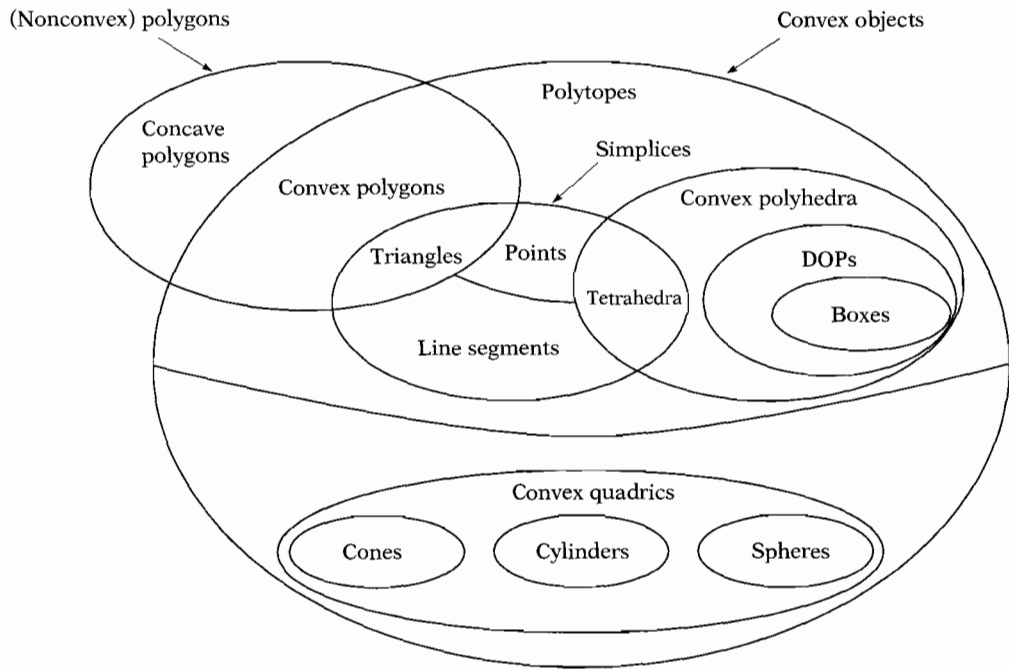 (Nonconvex) polygons
Convex objects
Polytopes
Concave
polygons
Simplices
Convex polygons
Convex polyhedra
Triangles
Points
DOPs
Tetrahedra
Boxes
Line segments
Convex quadrics
Cones
Cylinders
Spheres